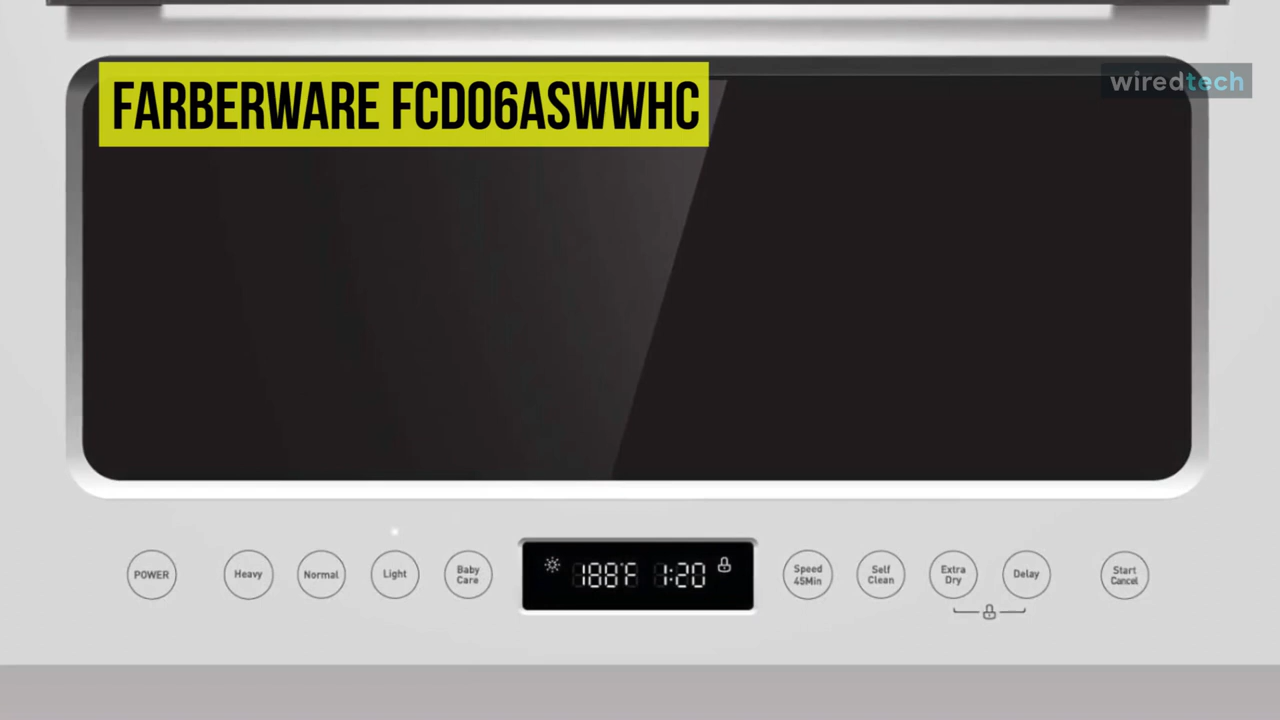 FARBERWARE FCD06ASWWHC
wiredtech
POWER
Heavy
Normal
Light
Baby
Care
188°F 1:20
Speed
45Min
Self
Clean
Extra
Dry
Delay
Start
Cancel